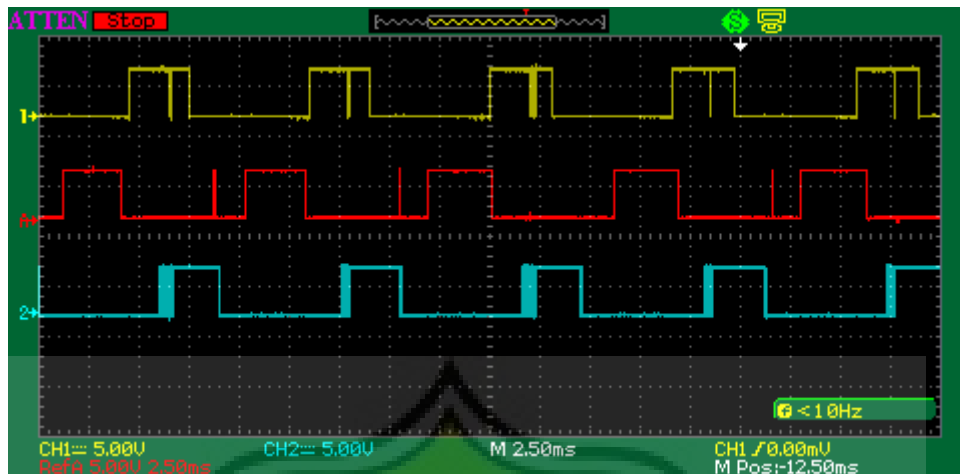 ATTEN Stop S
1
A
2
F <10Hz
CH1 5.00V CH2 5.00V M 2.50ms CH1 0.00mV
RefA 5.00V 2.50ms M Pos:-12.50ms